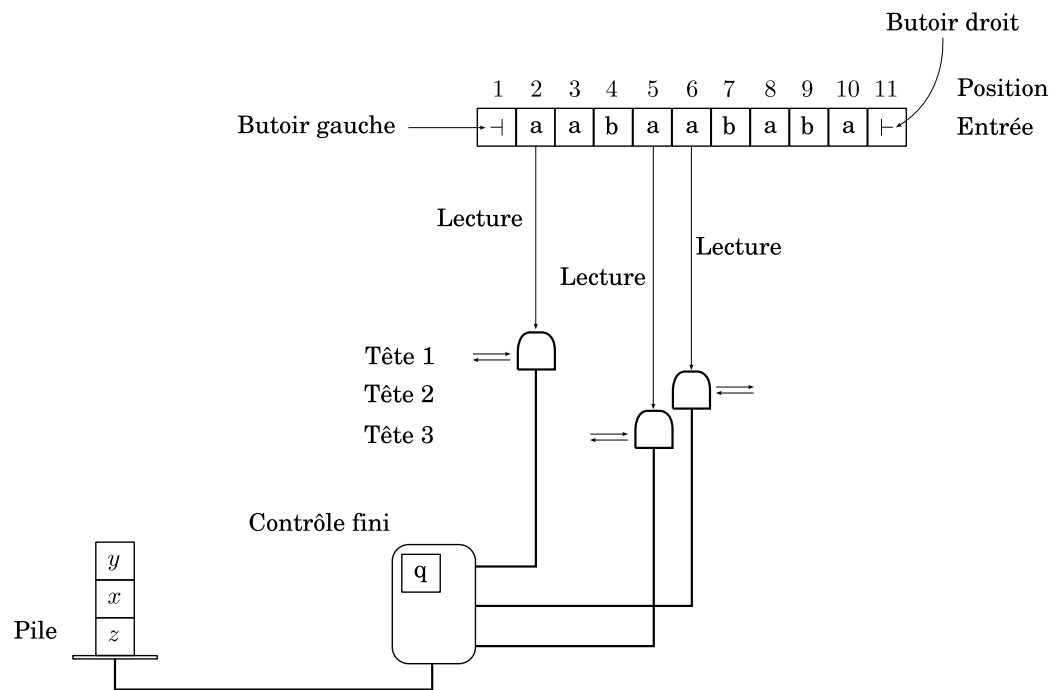 Butoir droit
1 2 3 4 5 6 7 8 9 10 11 Position
Butoir gauche ⊣ a a b a a b a b a ⊢ Entrée
Lecture
Lecture
Lecture
Tête 1
Tête 2
Tête 3
Contrôle fini
q
y
x
z
Pile